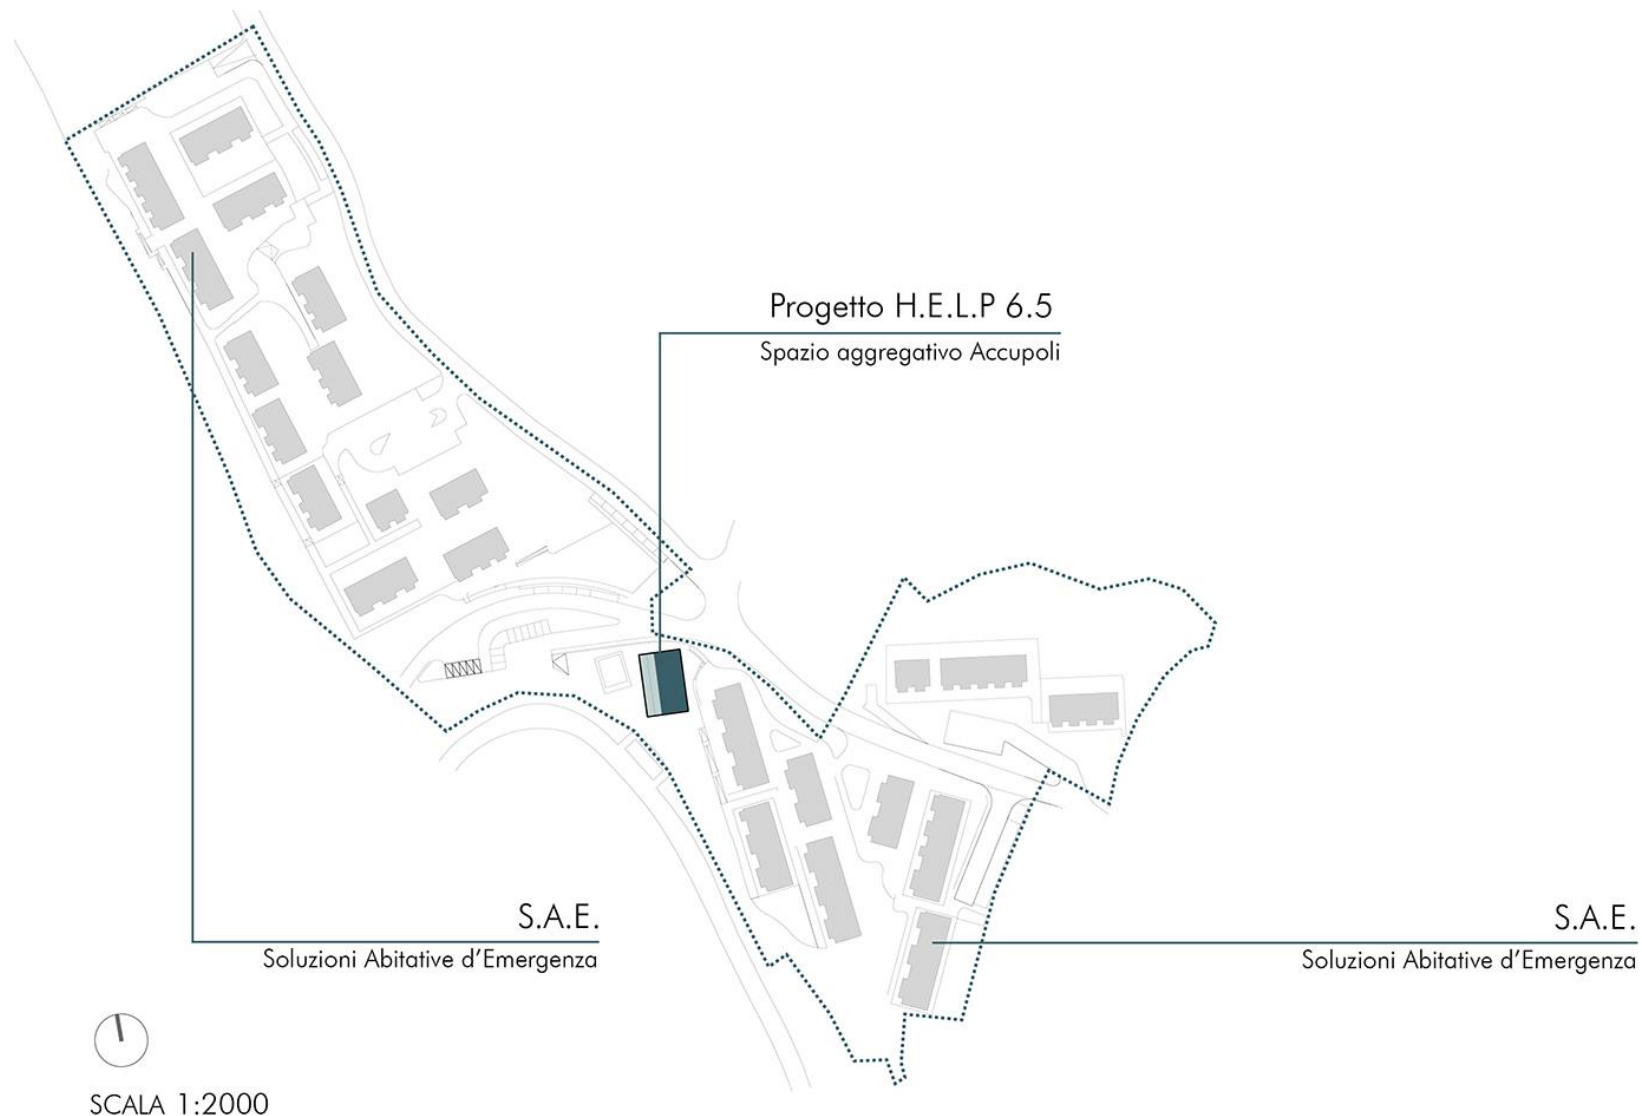 Progetto H.E.L.P 6.5
Spazio aggregativo Accupoli
S.A.E.
Soluzioni Abitative d'Emergenza
S.A.E.
Soluzioni Abitative d'Emergenza
SCALA 1:2000